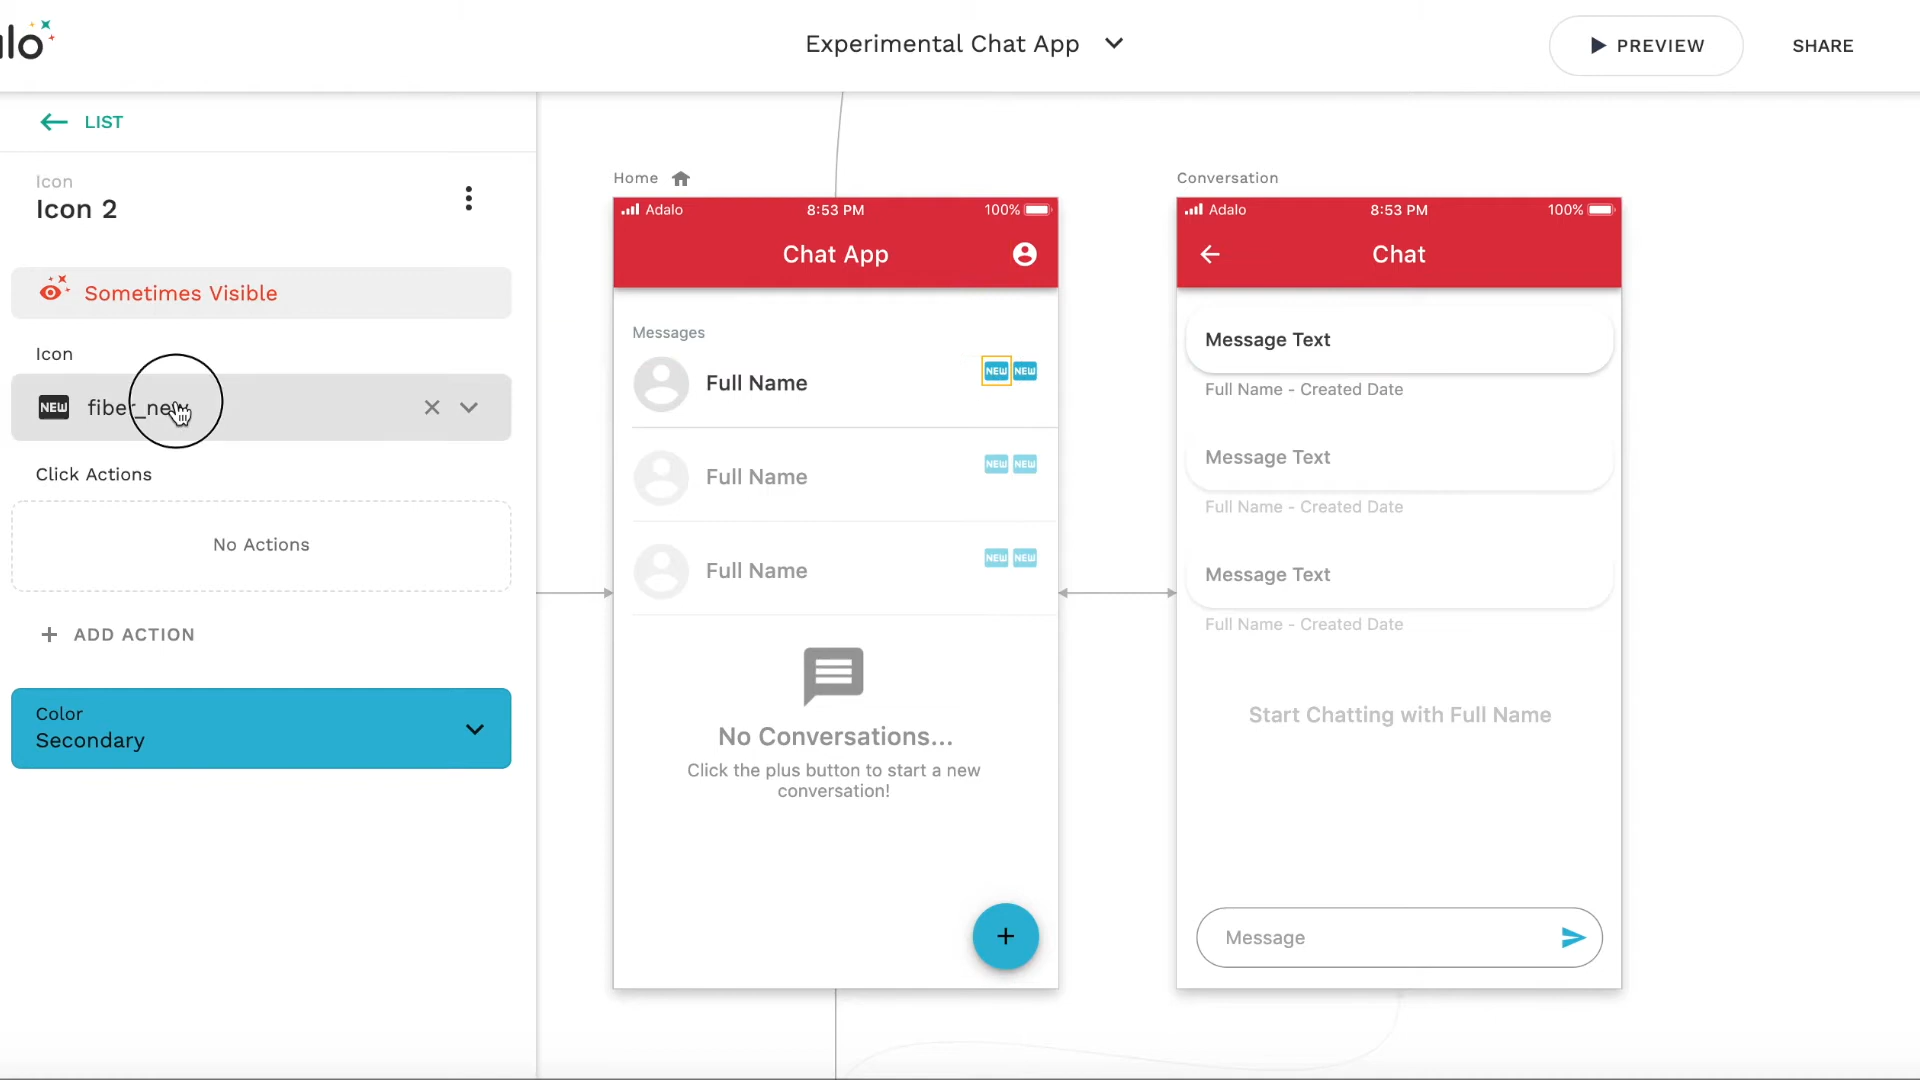 lo
Experimental Chat App
PREVIEW
SHARE
LIST
Icon
Icon 2
Sometimes Visible
Icon
NEW fiber_new
Click Actions
No Actions
+ ADD ACTION
Color
Secondary
Home
Adalo 8:53 PM 100%
Chat App
Messages
Full Name NEW NEW
Full Name NEW NEW
Full Name NEW NEW
No Conversations...
Click the plus button to start a new
conversation!
+
Conversation
Adalo 8:53 PM 100%
Chat
Message Text
Full Name - Created Date
Message Text
Full Name - Created Date
Message Text
Full Name - Created Date
Start Chatting with Full Name
Message